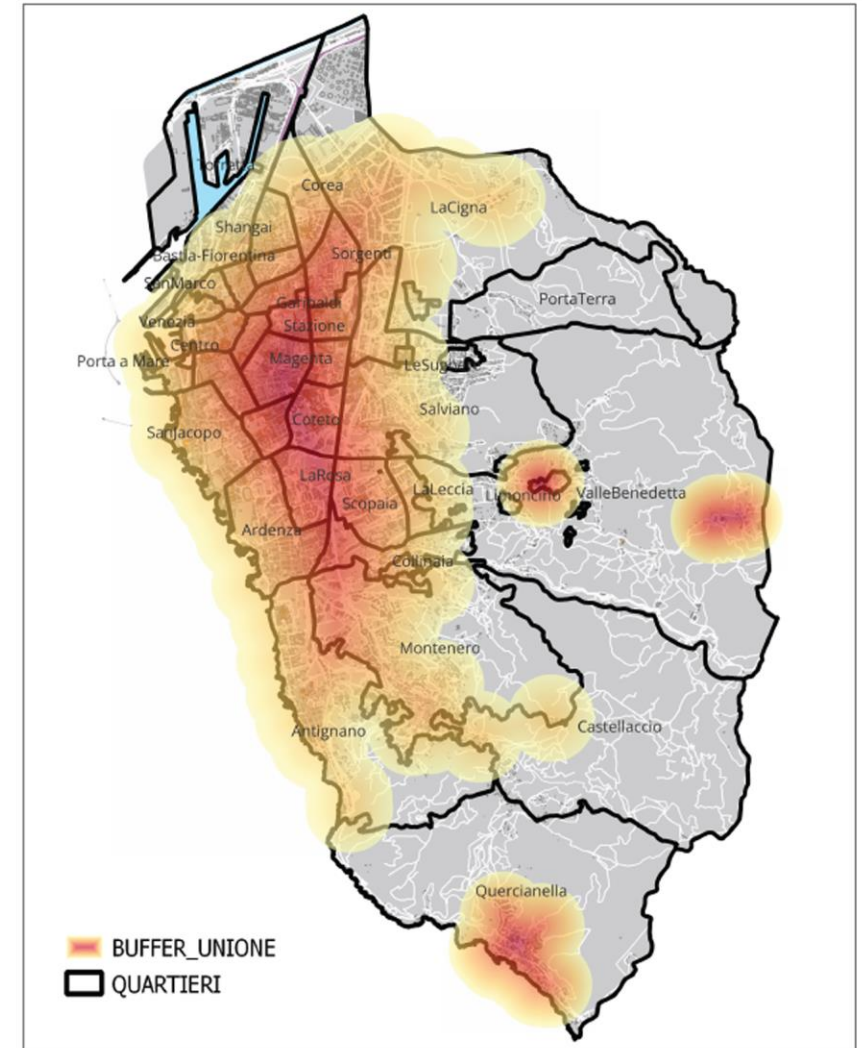 Torretta
Corea
LaCigna
Shangai
Bastia-Fiorentina
Sorgenti
SanMarco
PortaTerra
Garibaldi
Venezia
Stazione
Centro
Porta a Mare
Magenta
Salviano
Coteto
SanJacopo
LaRosa
LaLeccia
Limoncino
ValleBenedetta
Scopaia
Ardenza
Collinaia
Montenero
Castellaccio
Antignano
Quercianella
BUFFER_UNIONE
QUARTIERI